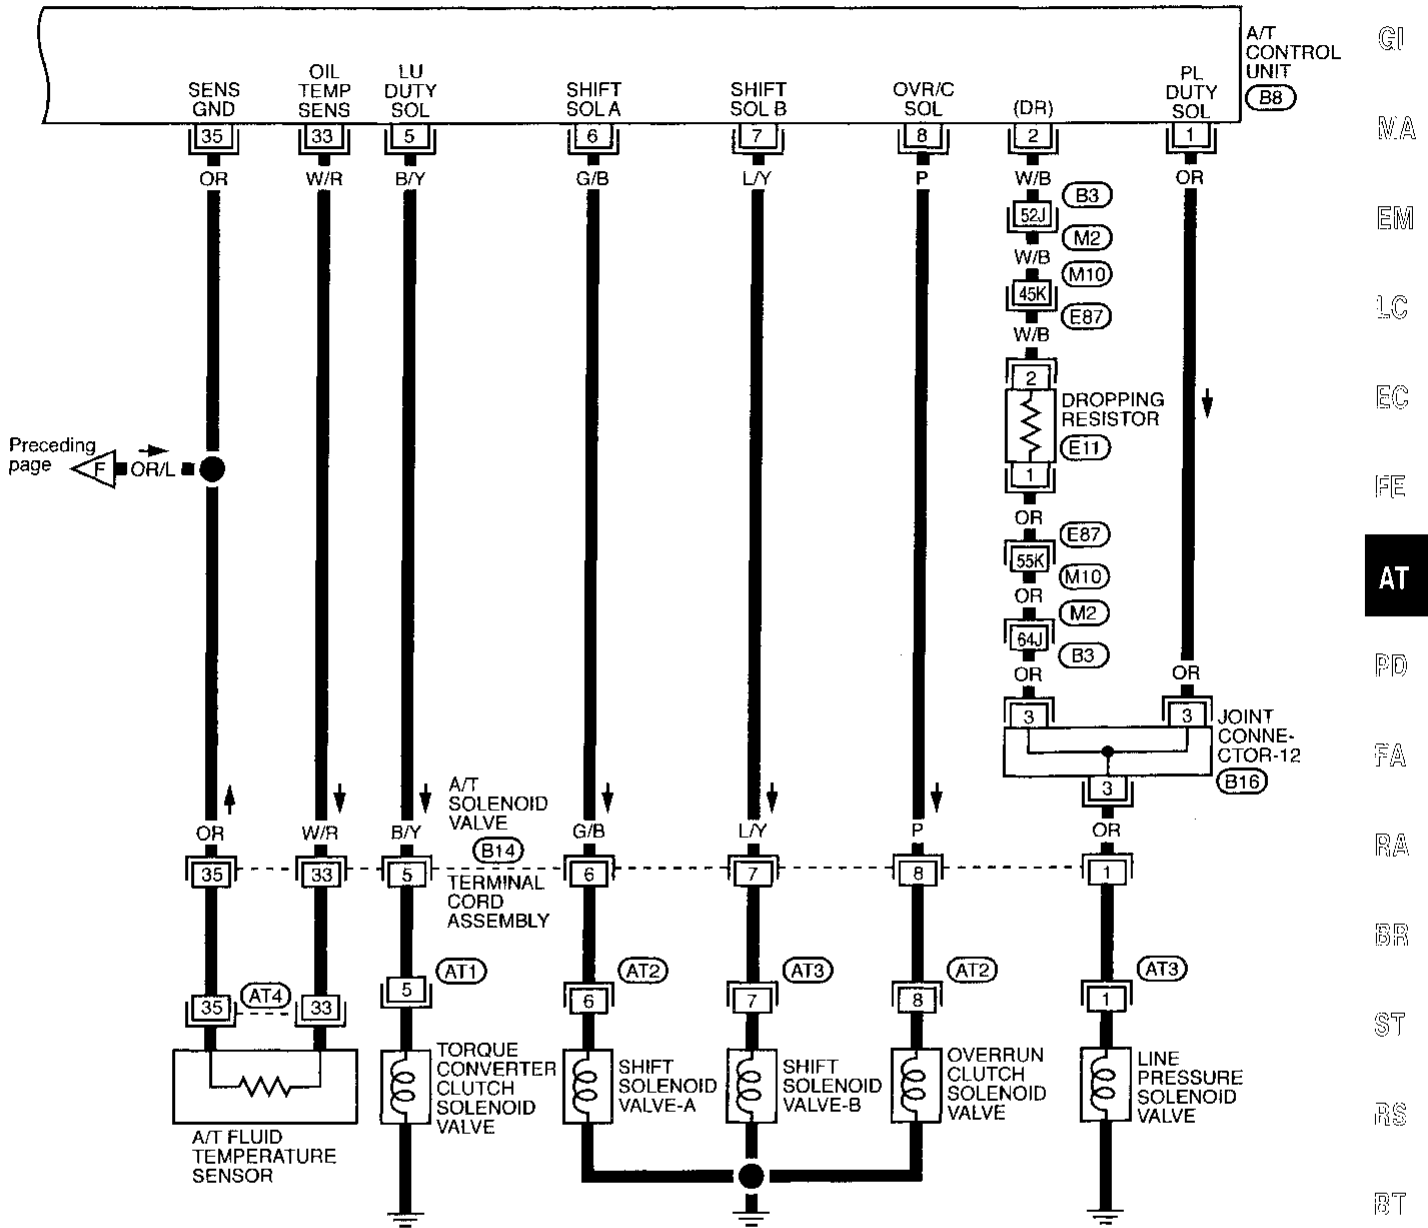 GI
MA
EM
LC
EC
FE
AT
PD
FA
RA
BR
ST
RS
BT
A/T
CONTROL
UNIT
B8
SENS
GND
OIL
TEMP
SENS
LU
DUTY
SOL
SHIFT
SOL A
SHIFT
SOL B
OVR/C
SOL
(DR)
PL
DUTY
SOL
35 33 5 6 7 8 2 1
OR W/R B/Y G/B L/Y P W/B OR
B3
52J
M2
W/B
M10
45K
E87
W/B
2
DROPPING
RESISTOR
E11
1
OR
E87
55K
M10
OR
M2
64J
B3
OR OR
3 3
JOINT
CONNE-
CTOR-12
B16
3
Preceding
page
F OR/L
A/T
SOLENOID
VALVE
B14
OR W/R B/Y G/B L/Y P OR
35 33 5 6 7 8 1
TERMINAL
CORD
ASSEMBLY
AT4 AT1 AT2 AT3 AT2 AT3
35 33 5 6 7 8 1
A/T FLUID
TEMPERATURE
SENSOR
TORQUE
CONVERTER
CLUTCH
SOLENOID
VALVE
SHIFT
SOLENOID
VALVE-A
SHIFT
SOLENOID
VALVE-B
OVERRUN
CLUTCH
SOLENOID
VALVE
LINE
PRESSURE
SOLENOID
VALVE